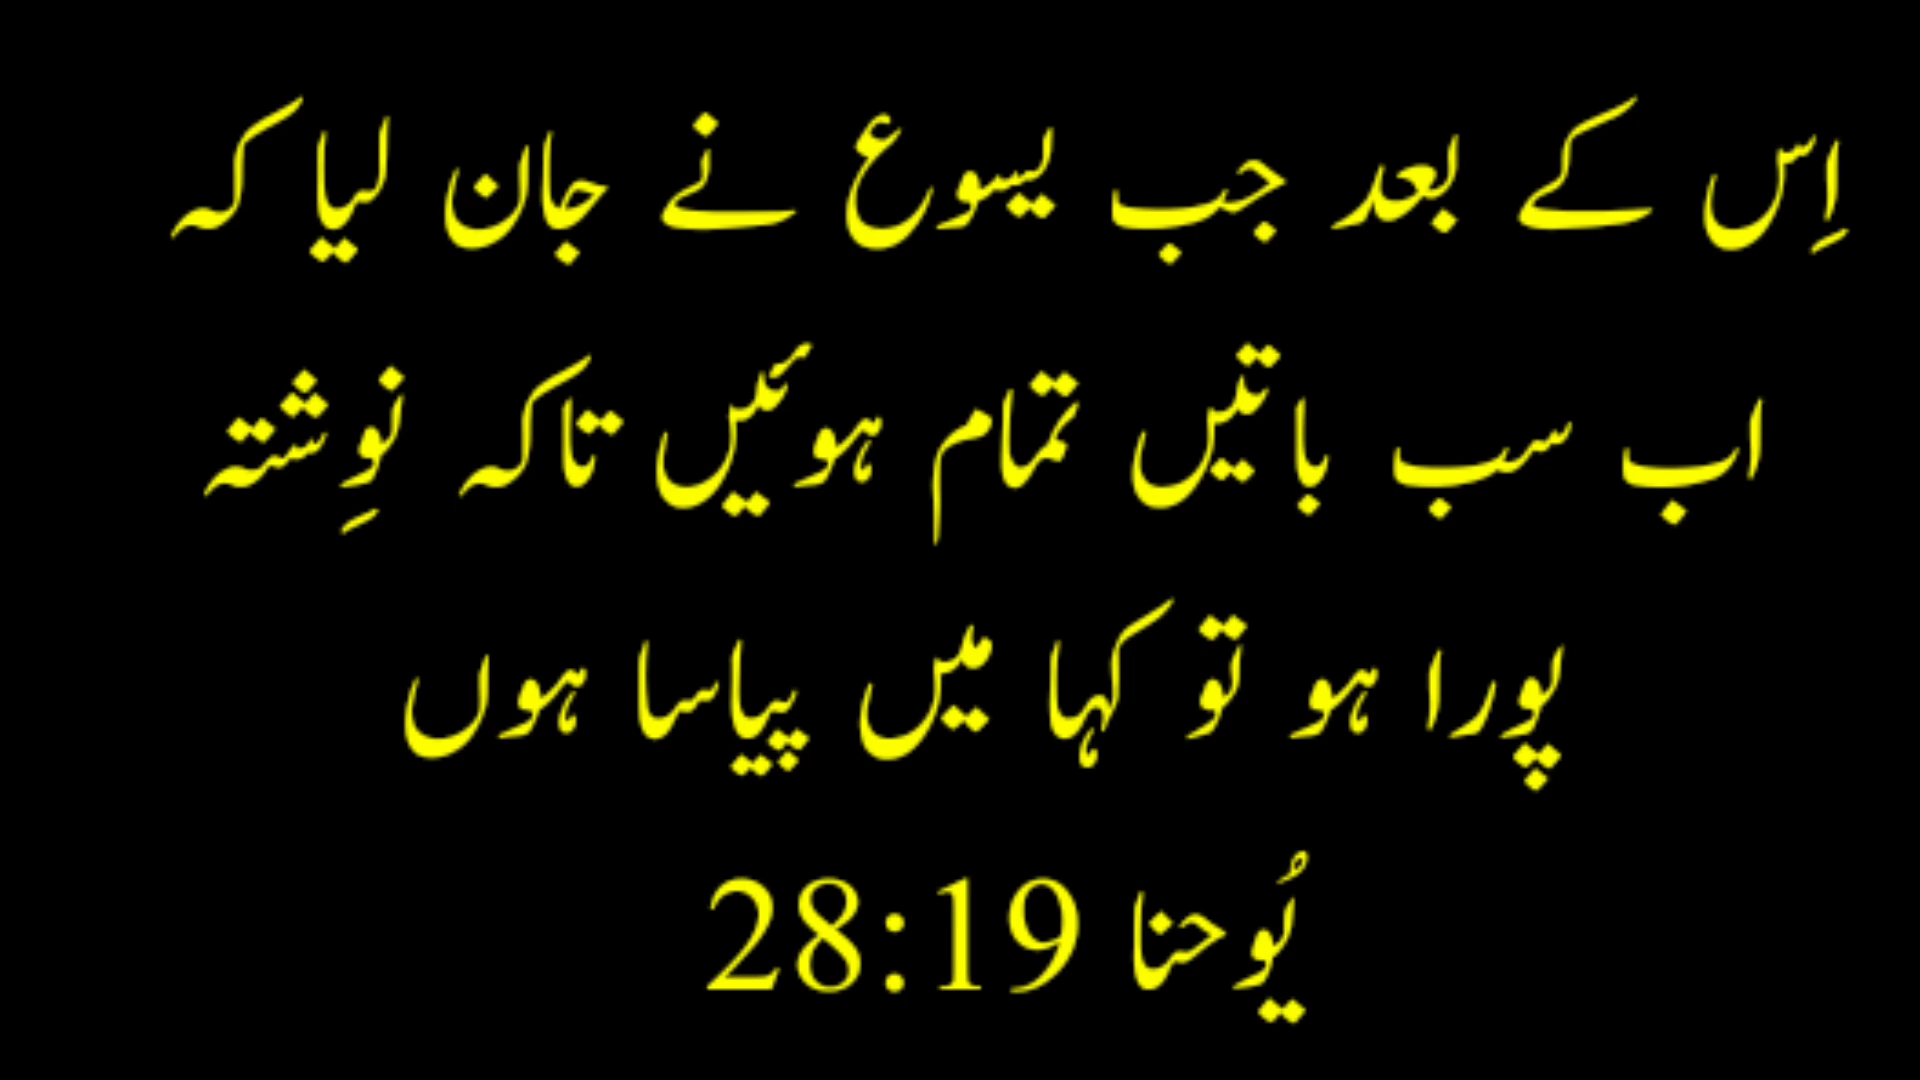 اِس کے بعد جب یسوع نے جان لیا کہ
اب سب باتیں تمام ہوئیں تاکہ نوِشتہ
پورا ہو تو کہا میں پیاسا ہوں
یُوحنا 28:19